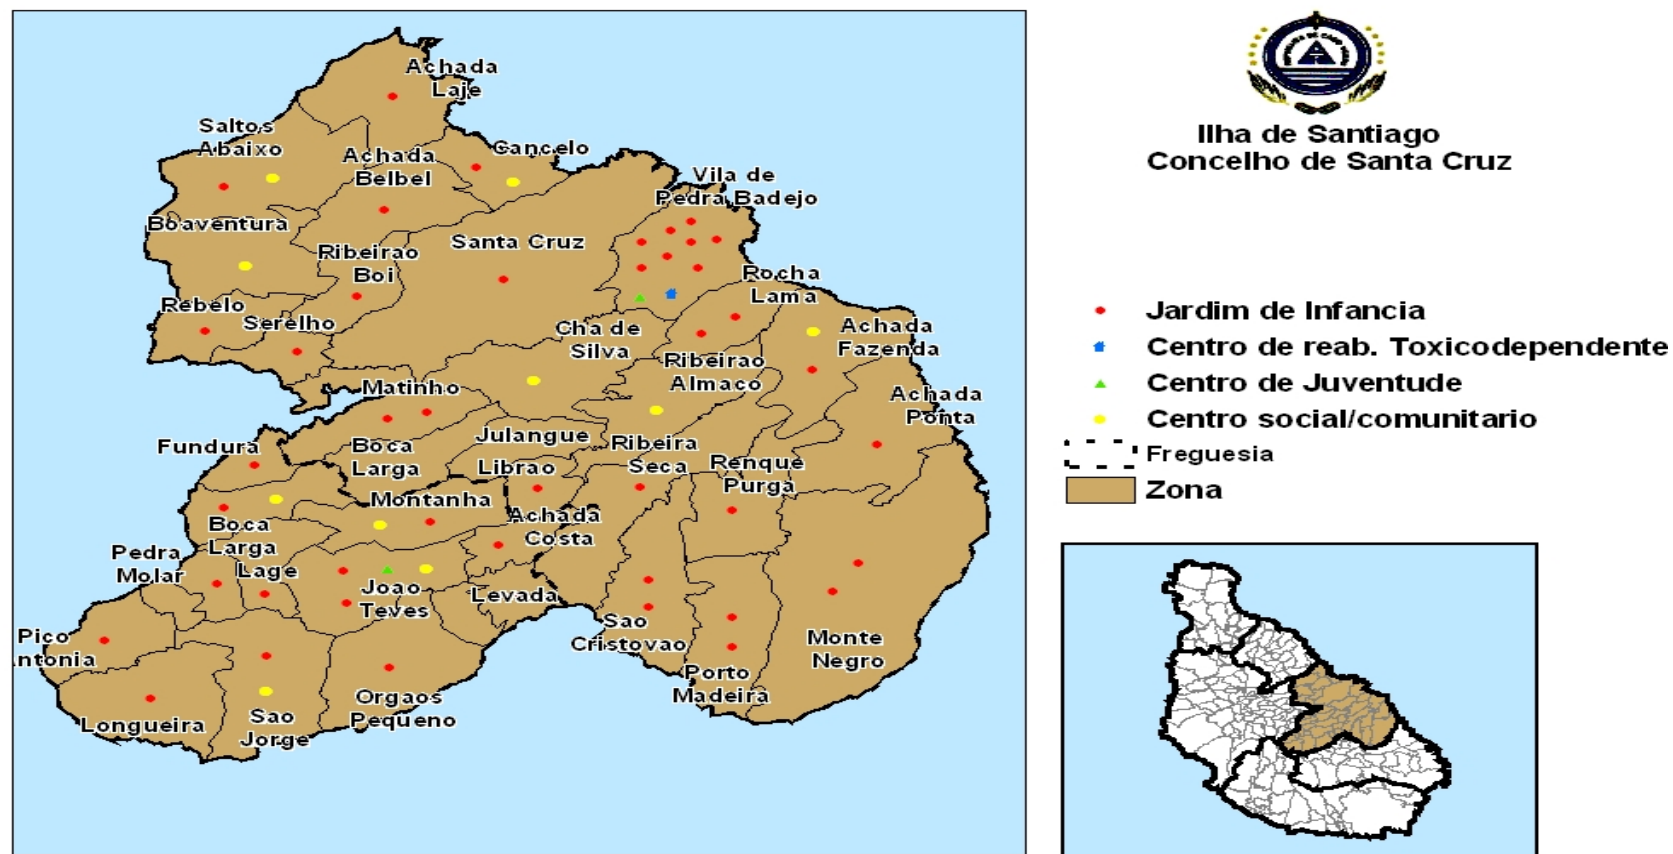 Achada
Laje
Saltos
Abaixo
Achada
Belbel
Cancelo
Vila de
Pedra Badejo
Boaventura
Ribeirao
Boi
Santa Cruz
Rocha
Lama
Rebelo
Serelho
Cha de
Silva
Ribeirao
Almaco
Achada
Fazenda
Matinho
Achada
Ponta
Fundura
Boca
Larga
Julangue
Librao
Ribeira
Seca
Renque
Purga
Montanha
Boca
Larga
Achada
Costa
Pedra
Molar
Lage
Joao
Teves
Levada
Pico
Antonia
Sao
Cristovao
Monte
Negro
Porto
Madeira
Longueira
Sao
Jorge
Orgaos
Pequeno
Ilha de Santiago
Concelho de Santa Cruz
Jardim de Infancia
Centro de reab. Toxicodependente
Centro de Juventude
Centro social/comunitario
Freguesia
Zona